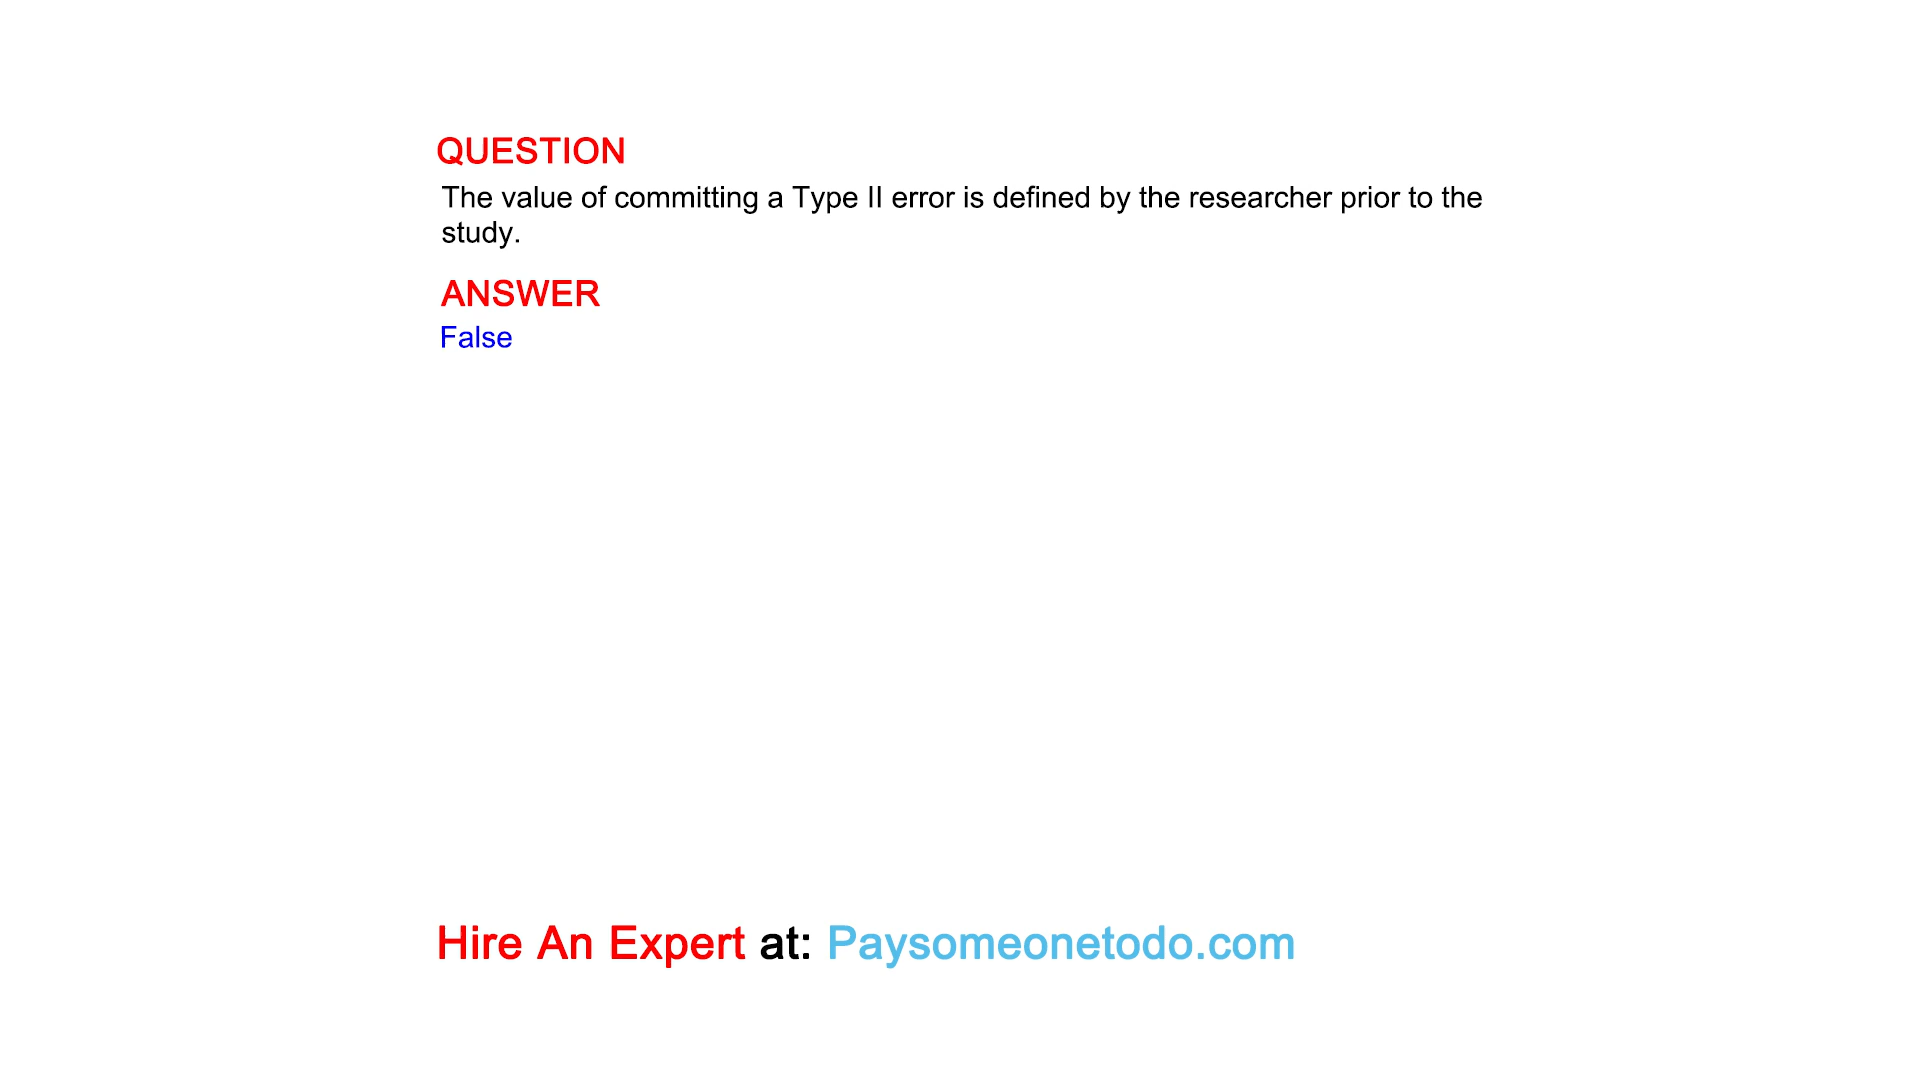 QUESTION
The value of committing a Type II error is defined by the researcher prior to the
study.
ANSWER
False
Hire An Expert at: Paysomeonetodo.com